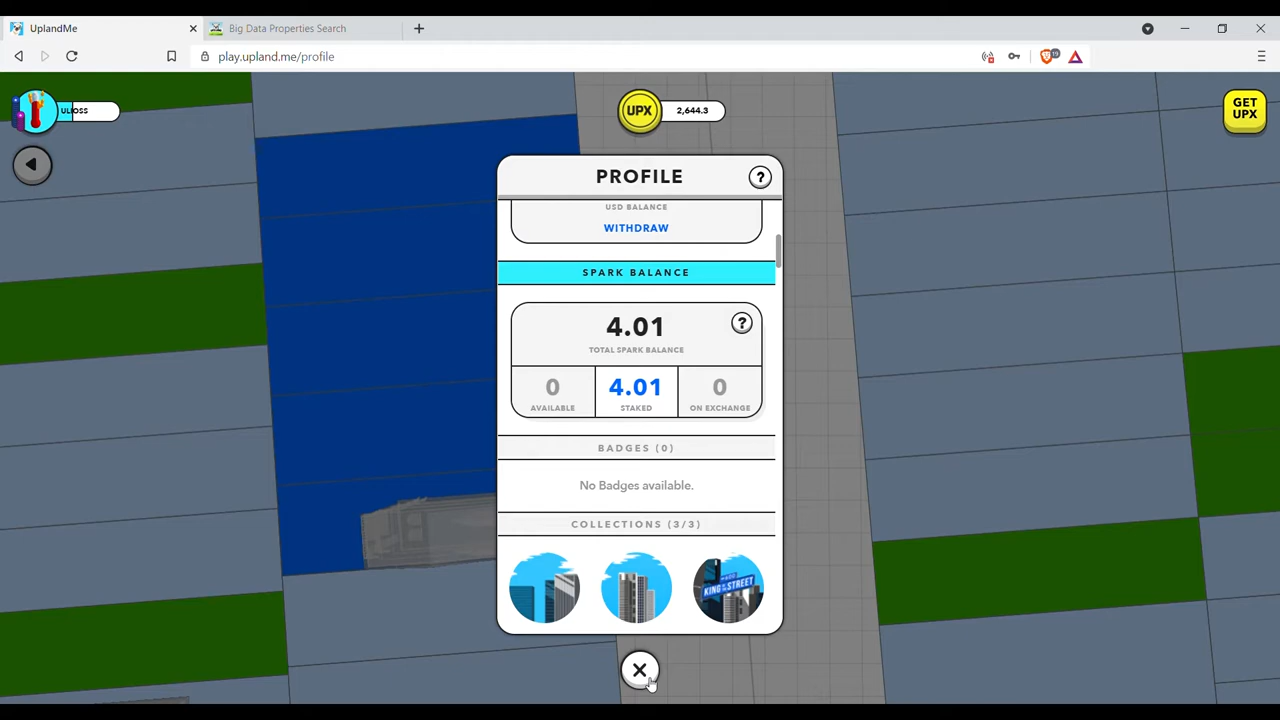 UplandMe
Big Data Properties Search
play.upland.me/profile
19
UPX
2,644.3
GET
UPX
PROFILE
?
USD BALANCE
WITHDRAW
SPARK BALANCE
4.01
?
TOTAL SPARK BALANCE
0 4.01 0
AVAILABLE STAKED ON EXCHANGE
BADGES (0)
No Badges available.
COLLECTIONS (3/3)
KING STREET